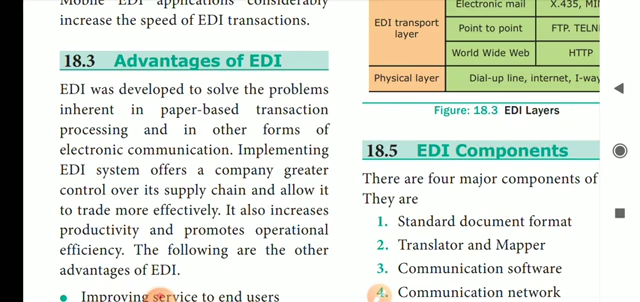 Mobile EDI applications considerably
increase the speed of EDI transactions.
18.3 Advantages of EDI
EDI was developed to solve the problems
inherent in paper-based transaction
processing and in other forms of
electronic communication. Implementing
EDI system offers a company greater
control over its supply chain and allow it
to trade more effectively. It also increases
productivity and promotes operational
efficiency. The following are the other
advantages of EDI.
• Improving service to end users
EDI transport layer
Electronic mail X.435,
Point to point FTP.
World Wide Web HTTP
Physical layer Dial-up line, internet,
Figure: 18.3 EDI Layers
18.5 EDI Components
There are four major components of
They are
1. Standard document format
2. Translator and Mapper
3. Communication software
4. Communication network